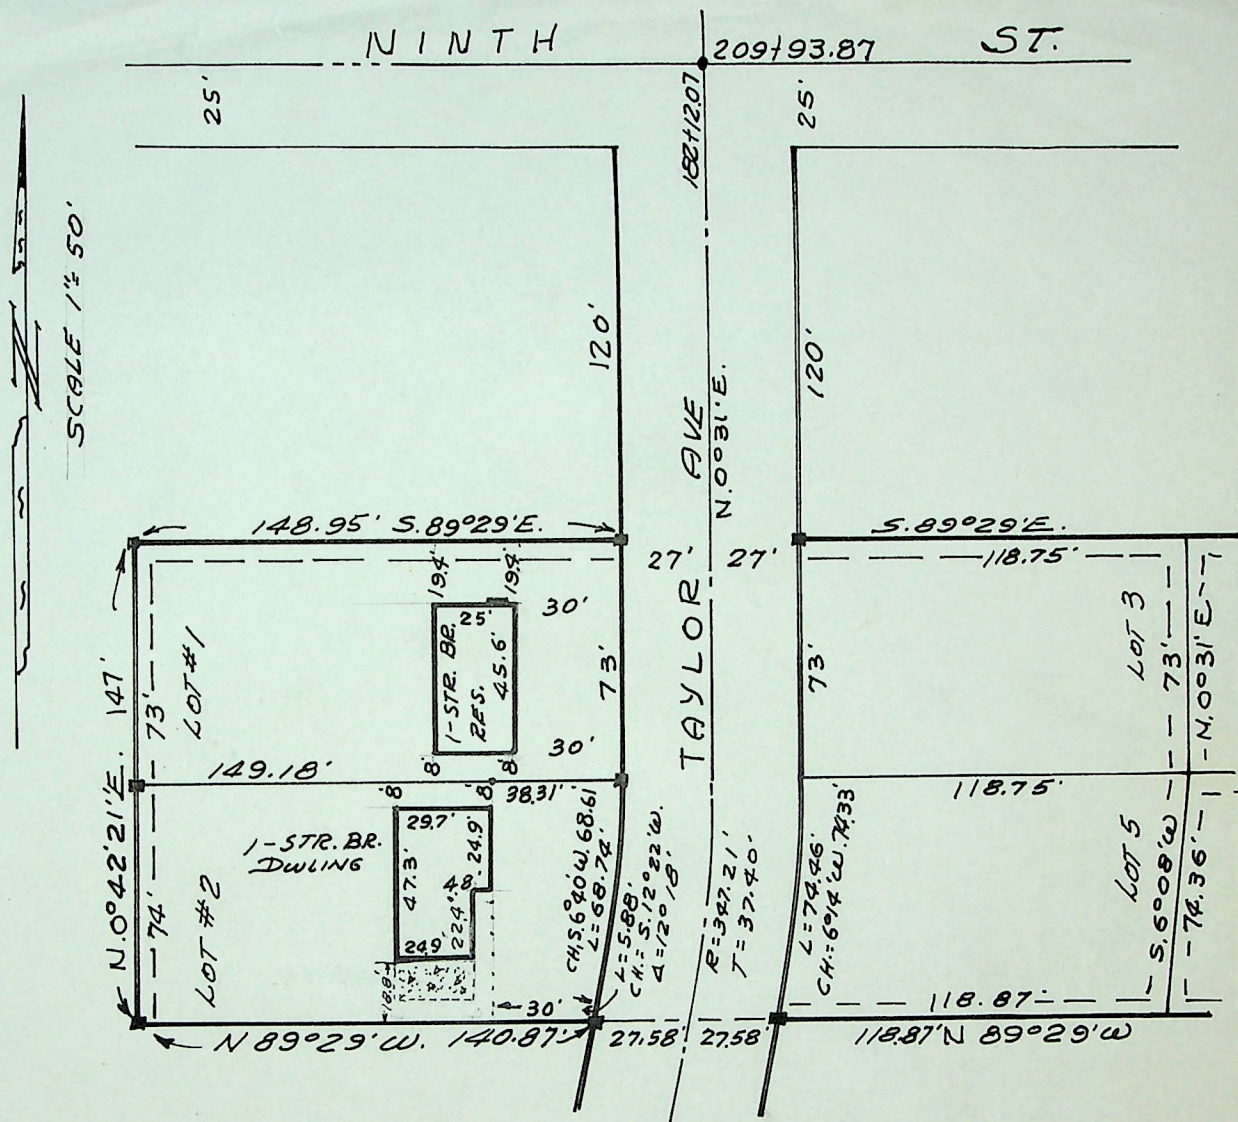 NINTH ST.
209+93.87
25'
182+12.07
25'
SCALE 1"= 50'
120'
TAYLOR AVE
N.0°31'E.
120'
148.95' S.89°29'E.
S.89°29'E.
27' 27'
118.75'
19.4'
19.4'
30'
25'
1-STR. BR.
RES.
45.6'
73'
73'
LOT 3
73'
N.0°31'E
N.0°42'21"E. 147'
73'
LOT #1
30'
8'
8'
149.18'
38.31'
118.75'
8'
8'
1-STR. BR.
DWLING
29.7'
47.3'
24.9'
4.8
22.4'
24.9'
18.8'
74'
LOT #2
CH.S.6°40'W. 68.61
L=68.74'
L=5.88'
CH.=S.12°22'W.
Δ=12°18'
R=347.21'
T=37.40'
L=74.46'
CH.=6°14'W.74.33'
LOT 5
S.6°08'W
74.36'
30'
118.87'
N 89°29'W. 140.87'
27.58' 27.58'
118.87' N 89°29'W